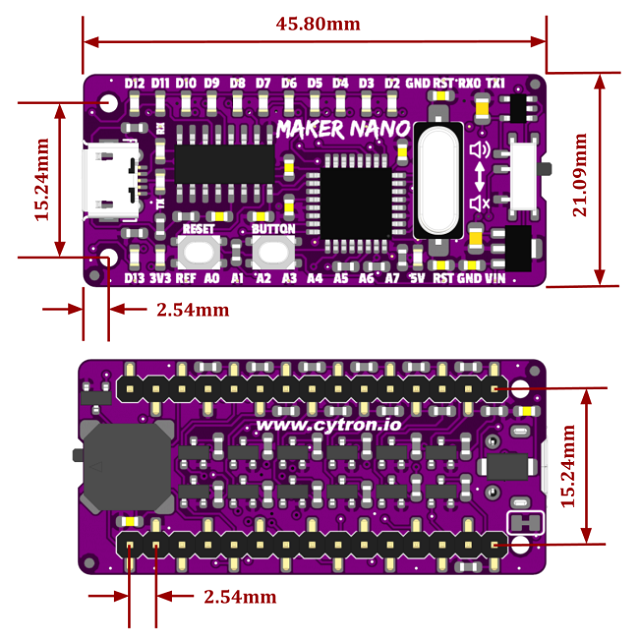 45.80mm
D12 D11 D10 D9 D8 D7 D6 D5 D4 D3 D2 GND RST RX0 TX1
RX
MAKER NANO
15.24mm
21.09mm
TX
RESET BUTTON
D13 3V3 REF A0 A1 A2 A3 A4 A5 A6 A7 5V RST GND VIN
2.54mm
www.cytron.io
15.24mm
2.54mm